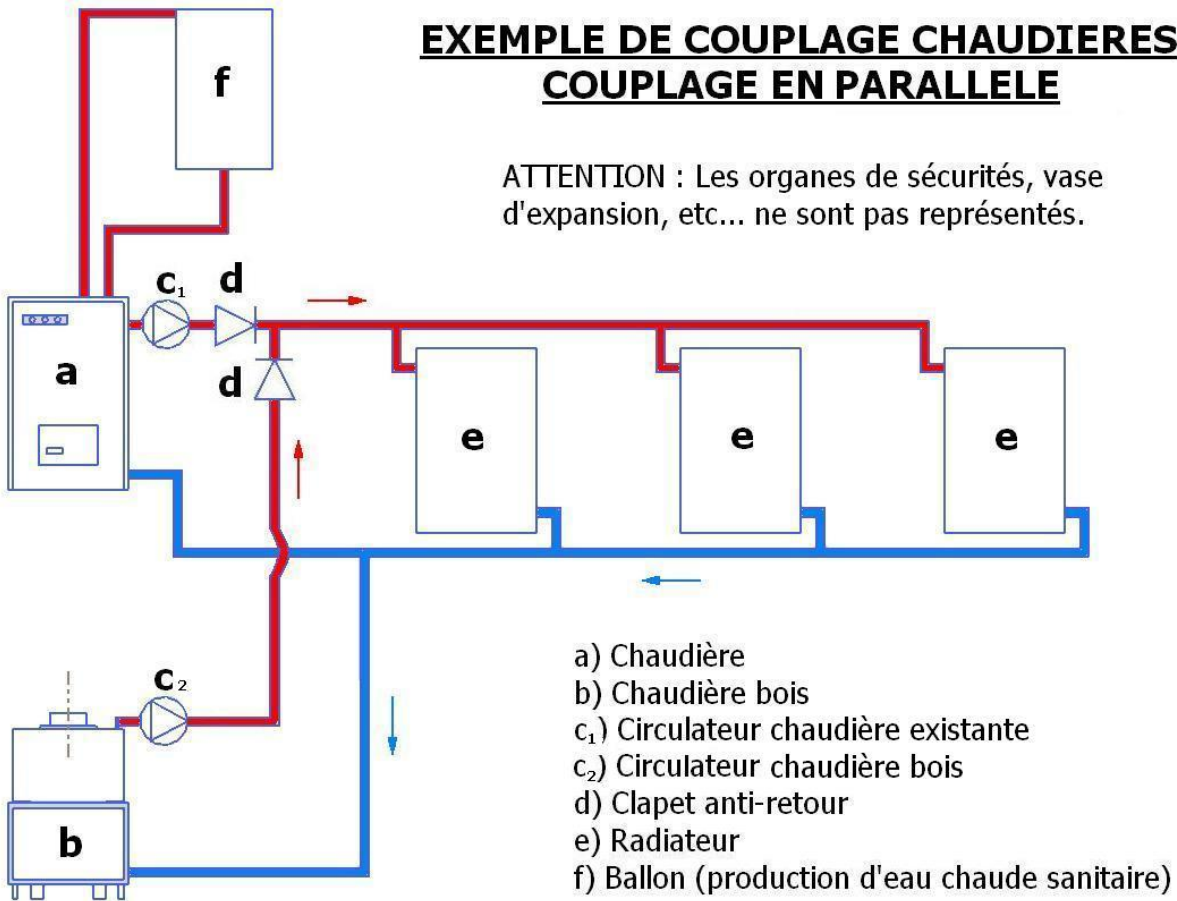 EXEMPLE DE COUPLAGE CHAUDIERES
COUPLAGE EN PARALLELE
ATTENTION : Les organes de sécurités, vase
d'expansion, etc... ne sont pas représentés.
f
c₁
d
a
d
e
e
e
c₂
b
a) Chaudière
b) Chaudière bois
c₁) Circulateur chaudière existante
c₂) Circulateur chaudière bois
d) Clapet anti-retour
e) Radiateur
f) Ballon (production d'eau chaude sanitaire)